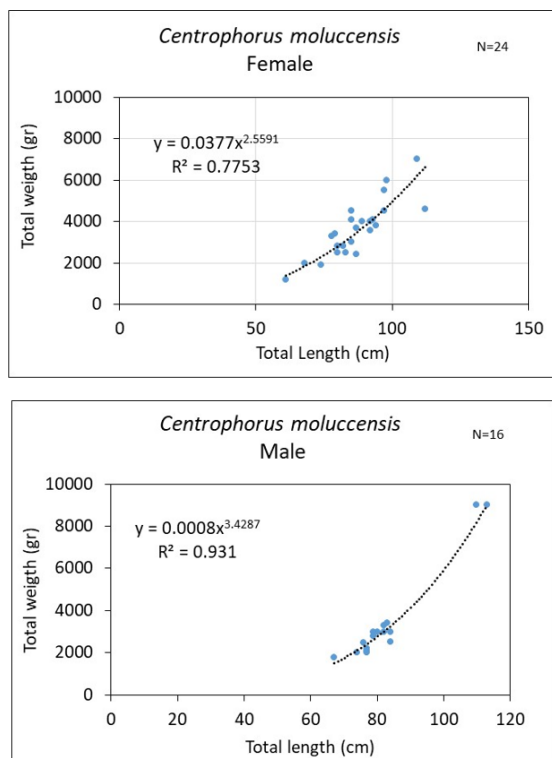 Centrophorus moluccensis
Female
N=24
Total weigth (gr)
10000
8000
6000
4000
2000
0
y = 0.0377x^2.5591
R² = 0.7753
0 50 100 150
Total Length (cm)
Centrophorus moluccensis
Male
N=16
Total weigth (gr)
10000
8000
6000
4000
2000
0
y = 0.0008x^3.4287
R² = 0.931
0 20 40 60 80 100 120
Total length (cm)